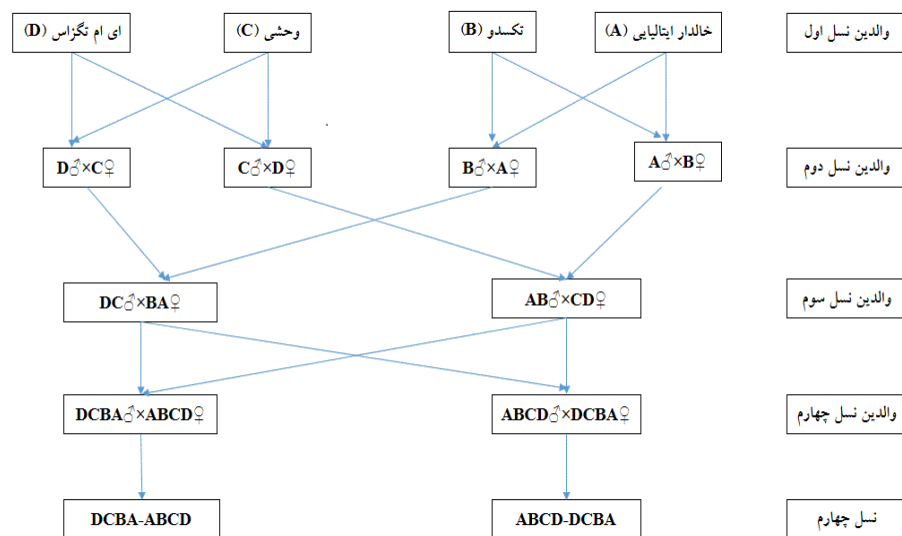 والدین نسل اول
خالدار ایتالیایی (A)
تکسدو (B)
وحشی (C)
ای ام تگزاس (D)
والدین نسل دوم
A♂×B♀
B♂×A♀
C♂×D♀
D♂×C♀
والدین نسل سوم
AB♂×CD♀
DC♂×BA♀
والدین نسل چهارم
ABCD♂×DCBA♀
DCBA♂×ABCD♀
نسل چهارم
ABCD-DCBA
DCBA-ABCD